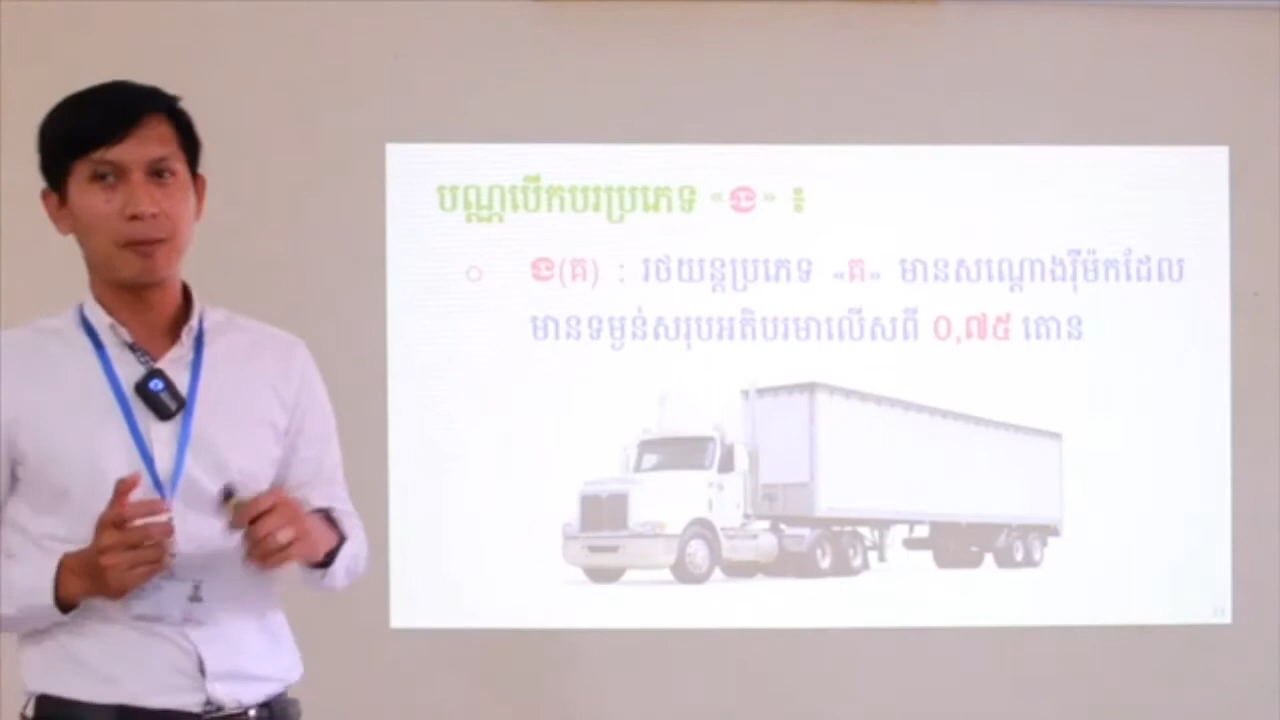 បណ្ណបើកបរប្រភេទ «ង» ៖
○ ង(គ) : រថយន្តប្រភេទ «គ» មានសណ្ដោងរ៉ឺម៉កដែល
មានទម្ងន់សរុបអតិបរមាលើសពី ០,៧៥ តោន